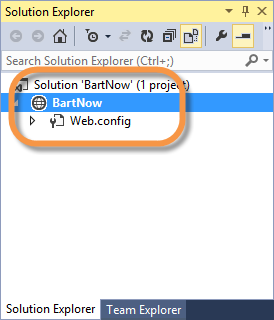 Solution Explorer
Search Solution Explorer (Ctrl+;)
Solution 'BartNow' (1 project)
BartNow
Web.config
Solution Explorer Team Explorer